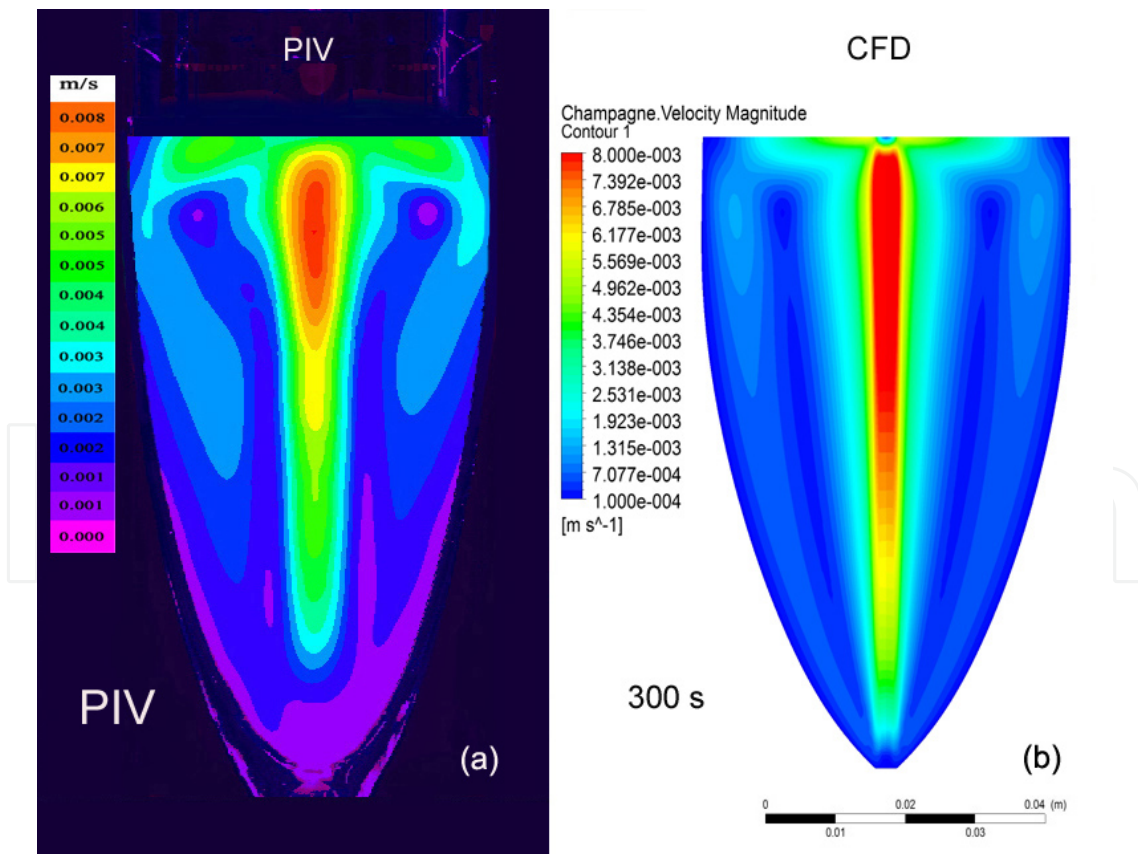 PIV
m/s
0.008
0.007
0.007
0.006
0.005
0.005
0.004
0.004
0.003
0.003
0.002
0.002
0.001
0.001
0.000
PIV
(a)
CFD
Champagne.Velocity Magnitude
Contour 1
8.000e-003
7.392e-003
6.785e-003
6.177e-003
5.569e-003
4.962e-003
4.354e-003
3.746e-003
3.138e-003
2.531e-003
1.923e-003
1.315e-003
7.077e-004
1.000e-004
[m s^-1]
300 s
(b)
0 0.02 0.04 (m)
0.01 0.03